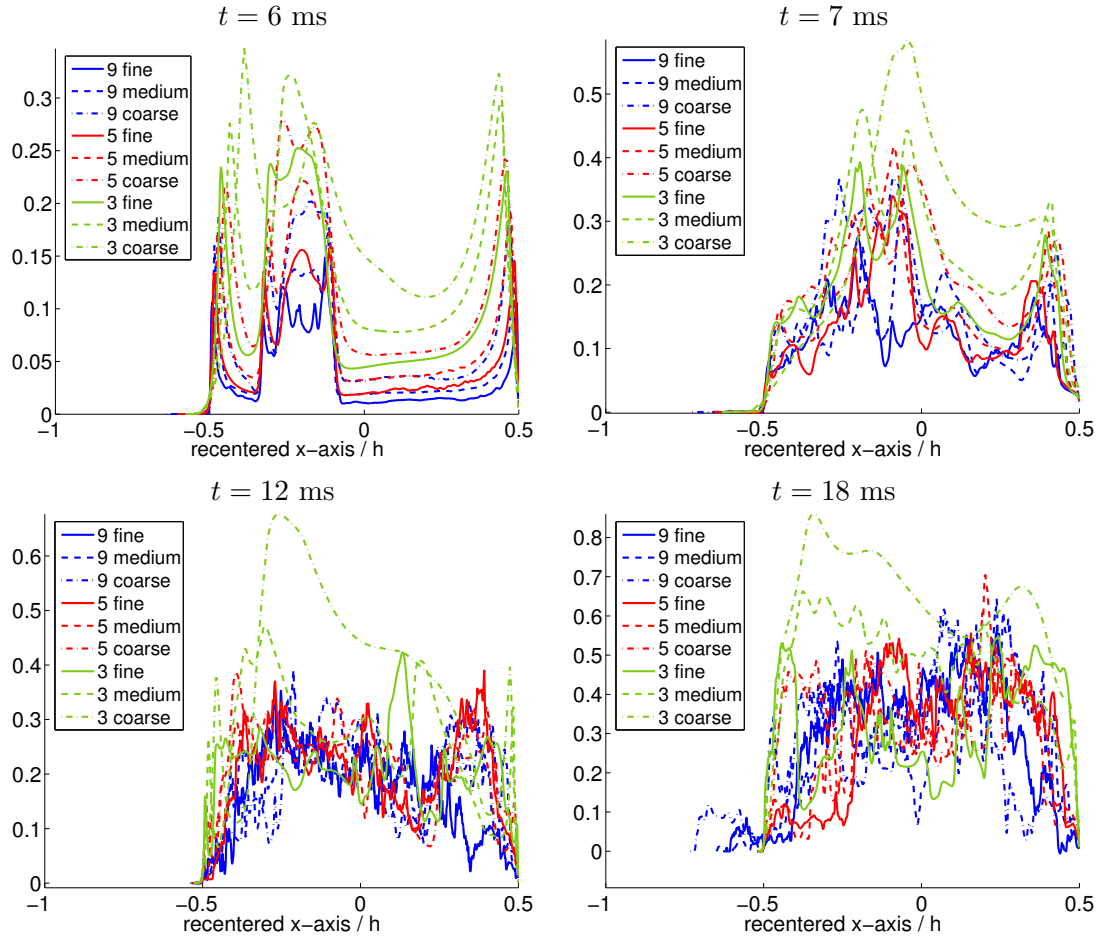 t = 6 ms
0.3
0.25
0.2
0.15
0.1
0.05
0
9 fine
9 medium
9 coarse
5 fine
5 medium
5 coarse
3 fine
3 medium
3 coarse
−1
−0.5
0
0.5
recentered x−axis / h
t = 7 ms
0.5
0.4
0.3
0.2
0.1
0
9 fine
9 medium
9 coarse
5 fine
5 medium
5 coarse
3 fine
3 medium
3 coarse
−1
−0.5
0
0.5
recentered x−axis / h
t = 12 ms
0.6
0.5
0.4
0.3
0.2
0.1
0
9 fine
9 medium
9 coarse
5 fine
5 medium
5 coarse
3 fine
3 medium
3 coarse
−1
−0.5
0
0.5
recentered x−axis / h
t = 18 ms
0.8
0.7
0.6
0.5
0.4
0.3
0.2
0.1
0
9 fine
9 medium
9 coarse
5 fine
5 medium
5 coarse
3 fine
3 medium
3 coarse
−1
−0.5
0
0.5
recentered x−axis / h